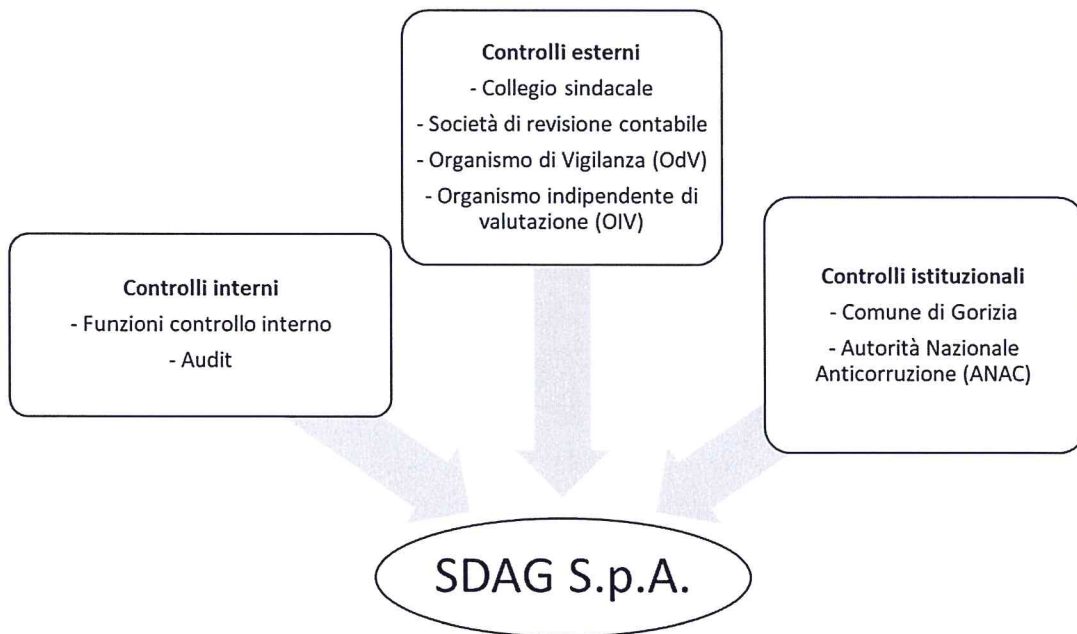 Controlli esterni
- Collegio sindacale
- Società di revisione contabile
- Organismo di Vigilanza (OdV)
- Organismo indipendente di
valutazione (OIV)
Controlli interni
- Funzioni controllo interno
- Audit
Controlli istituzionali
- Comune di Gorizia
- Autorità Nazionale
Anticorruzione (ANAC)
SDAG S.p.A.